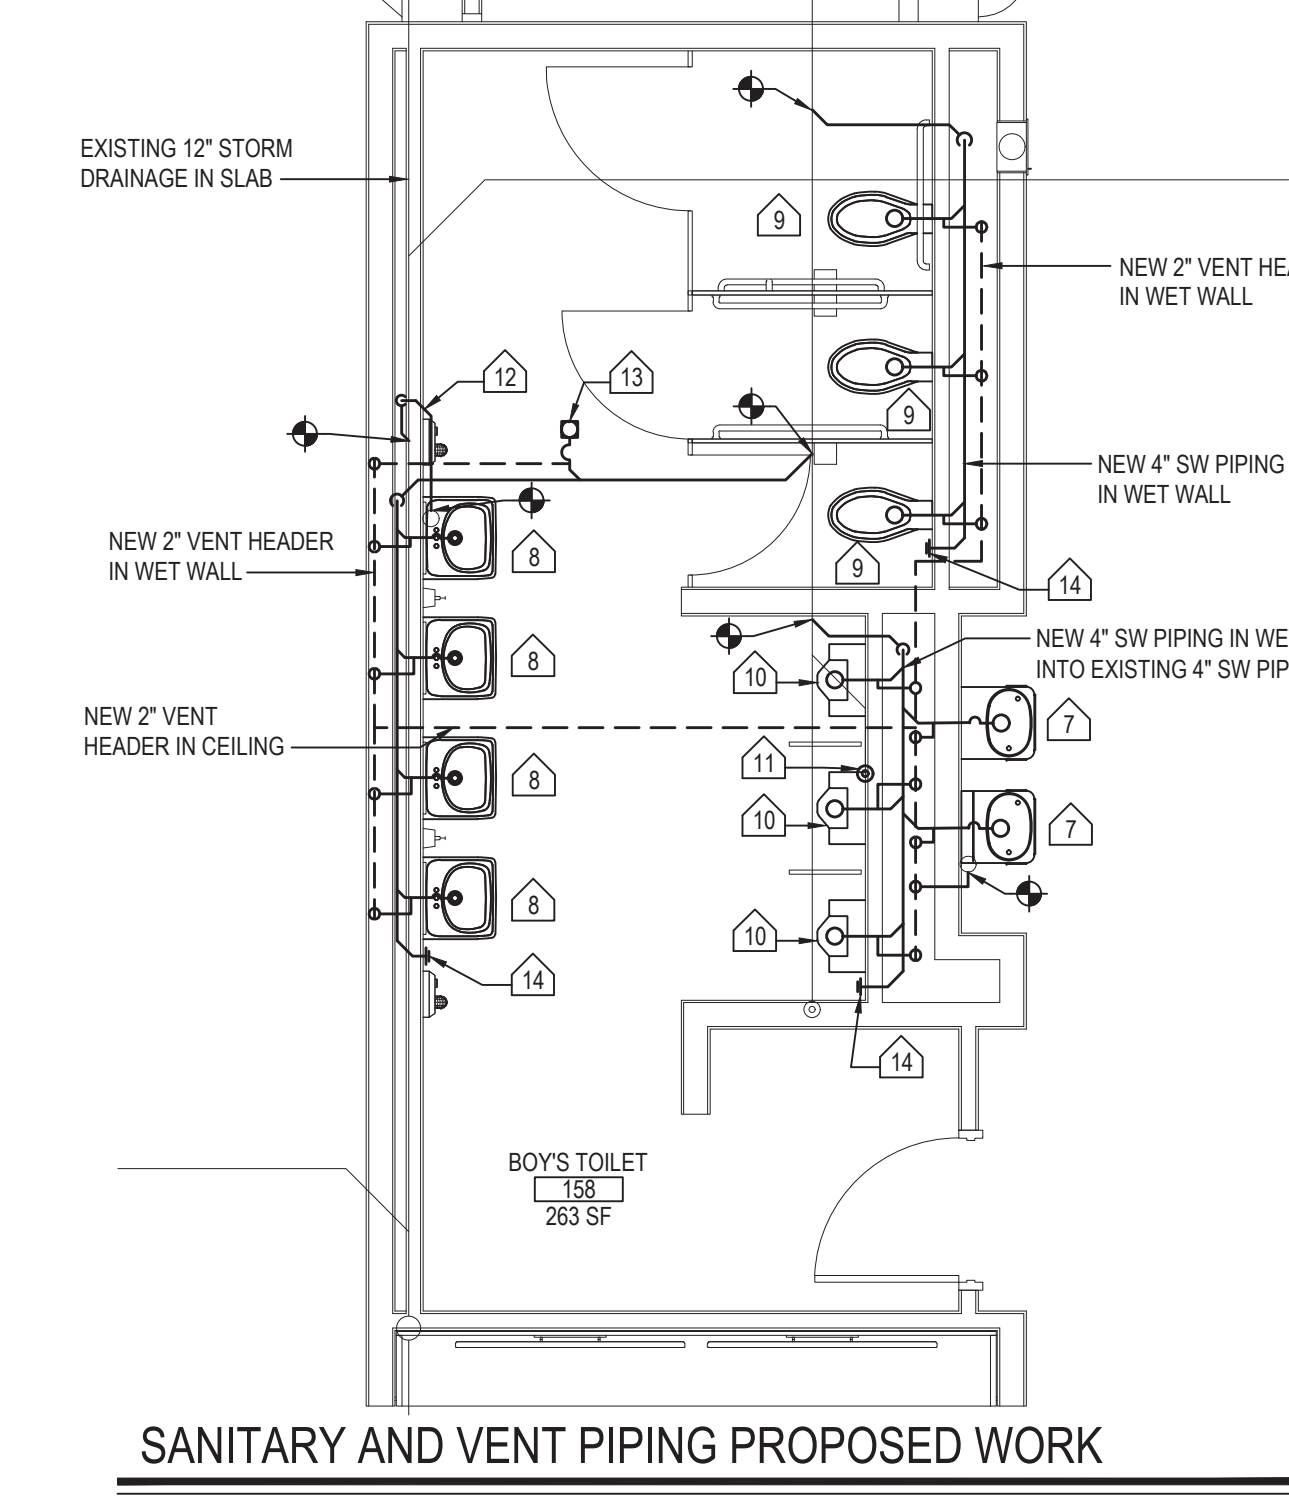 EXISTING 12" STORM
DRAINAGE IN SLAB
9
NEW 2" VENT HEA
IN WET WALL
12
13
9
NEW 4" SW PIPING
IN WET WALL
NEW 2" VENT HEADER
IN WET WALL
8
9
14
NEW 4" SW PIPING IN WE
INTO EXISTING 4" SW PIP
8
10
NEW 2" VENT
HEADER IN CEILING
7
11
8
10
7
8
10
14
14
BOY'S TOILET
158
263 SF
SANITARY AND VENT PIPING PROPOSED WORK